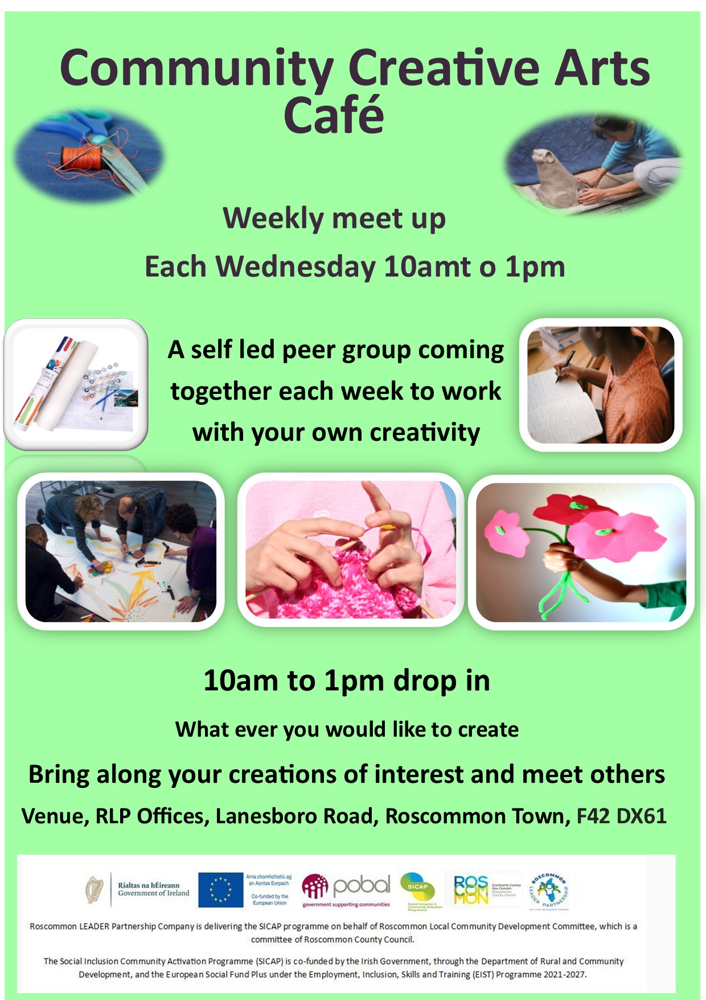 Community Creative Arts
Café
Weekly meet up
Each Wednesday 10amt o 1pm
A self led peer group coming
together each week to work
with your own creativity
10am to 1pm drop in
What ever you would like to create
Bring along your creations of interest and meet others
Venue, RLP Offices, Lanesboro Road, Roscommon Town, F42 DX61
Rialtas na hÉireann
Government of Ireland
Arna chomhchistiú ag
an Aontas Eorpach
Co-funded by the
European Union
pobal
government supporting communities
SICAP
Social Inclusion &
Community Activation
Programme
ROS
COM
MON
Comhairle Contae
Ros Comáin
Roscommon
County Council
ROSCOMMON
LEADER PARTNERSHIP
Roscommon LEADER Partnership Company is delivering the SICAP programme on behalf of Roscommon Local Community Development Committee, which is a
committee of Roscommon County Council.
The Social Inclusion Community Activation Programme (SICAP) is co-funded by the Irish Government, through the Department of Rural and Community
Development, and the European Social Fund Plus under the Employment, Inclusion, Skills and Training (EIST) Programme 2021-2027.